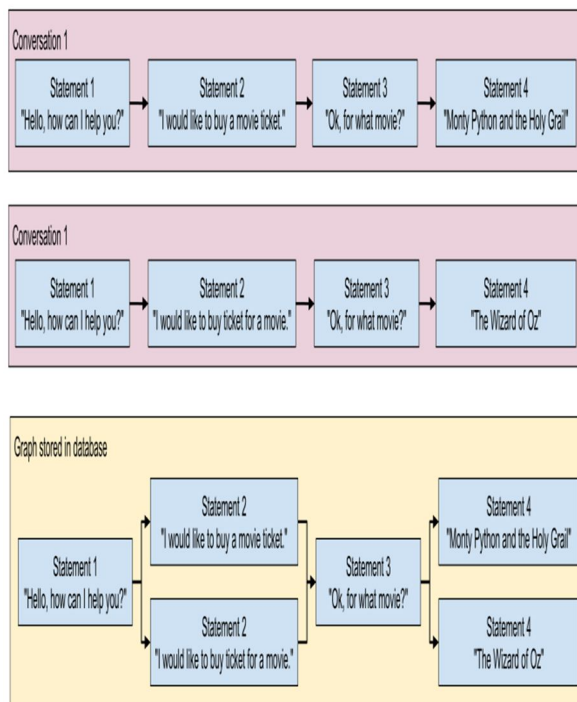 Conversation 1
Statement 1
"Hello, how can I help you?"
Statement 2
"I would like to buy a movie ticket."
Statement 3
"Ok, for what movie?"
Statement 4
"Monty Python and the Holy Grail"
Conversation 1
Statement 1
"Hello, how can I help you?"
Statement 2
"I would like to buy ticket for a movie."
Statement 3
"Ok, for what movie?"
Statement 4
"The Wizard of Oz"
Graph stored in database
Statement 1
"Hello, how can I help you?"
Statement 2
"I would like to buy a movie ticket."
Statement 2
"I would like to buy ticket for a movie."
Statement 3
"Ok, for what movie?"
Statement 4
"Monty Python and the Holy Grail"
Statement 4
"The Wizard of Oz"